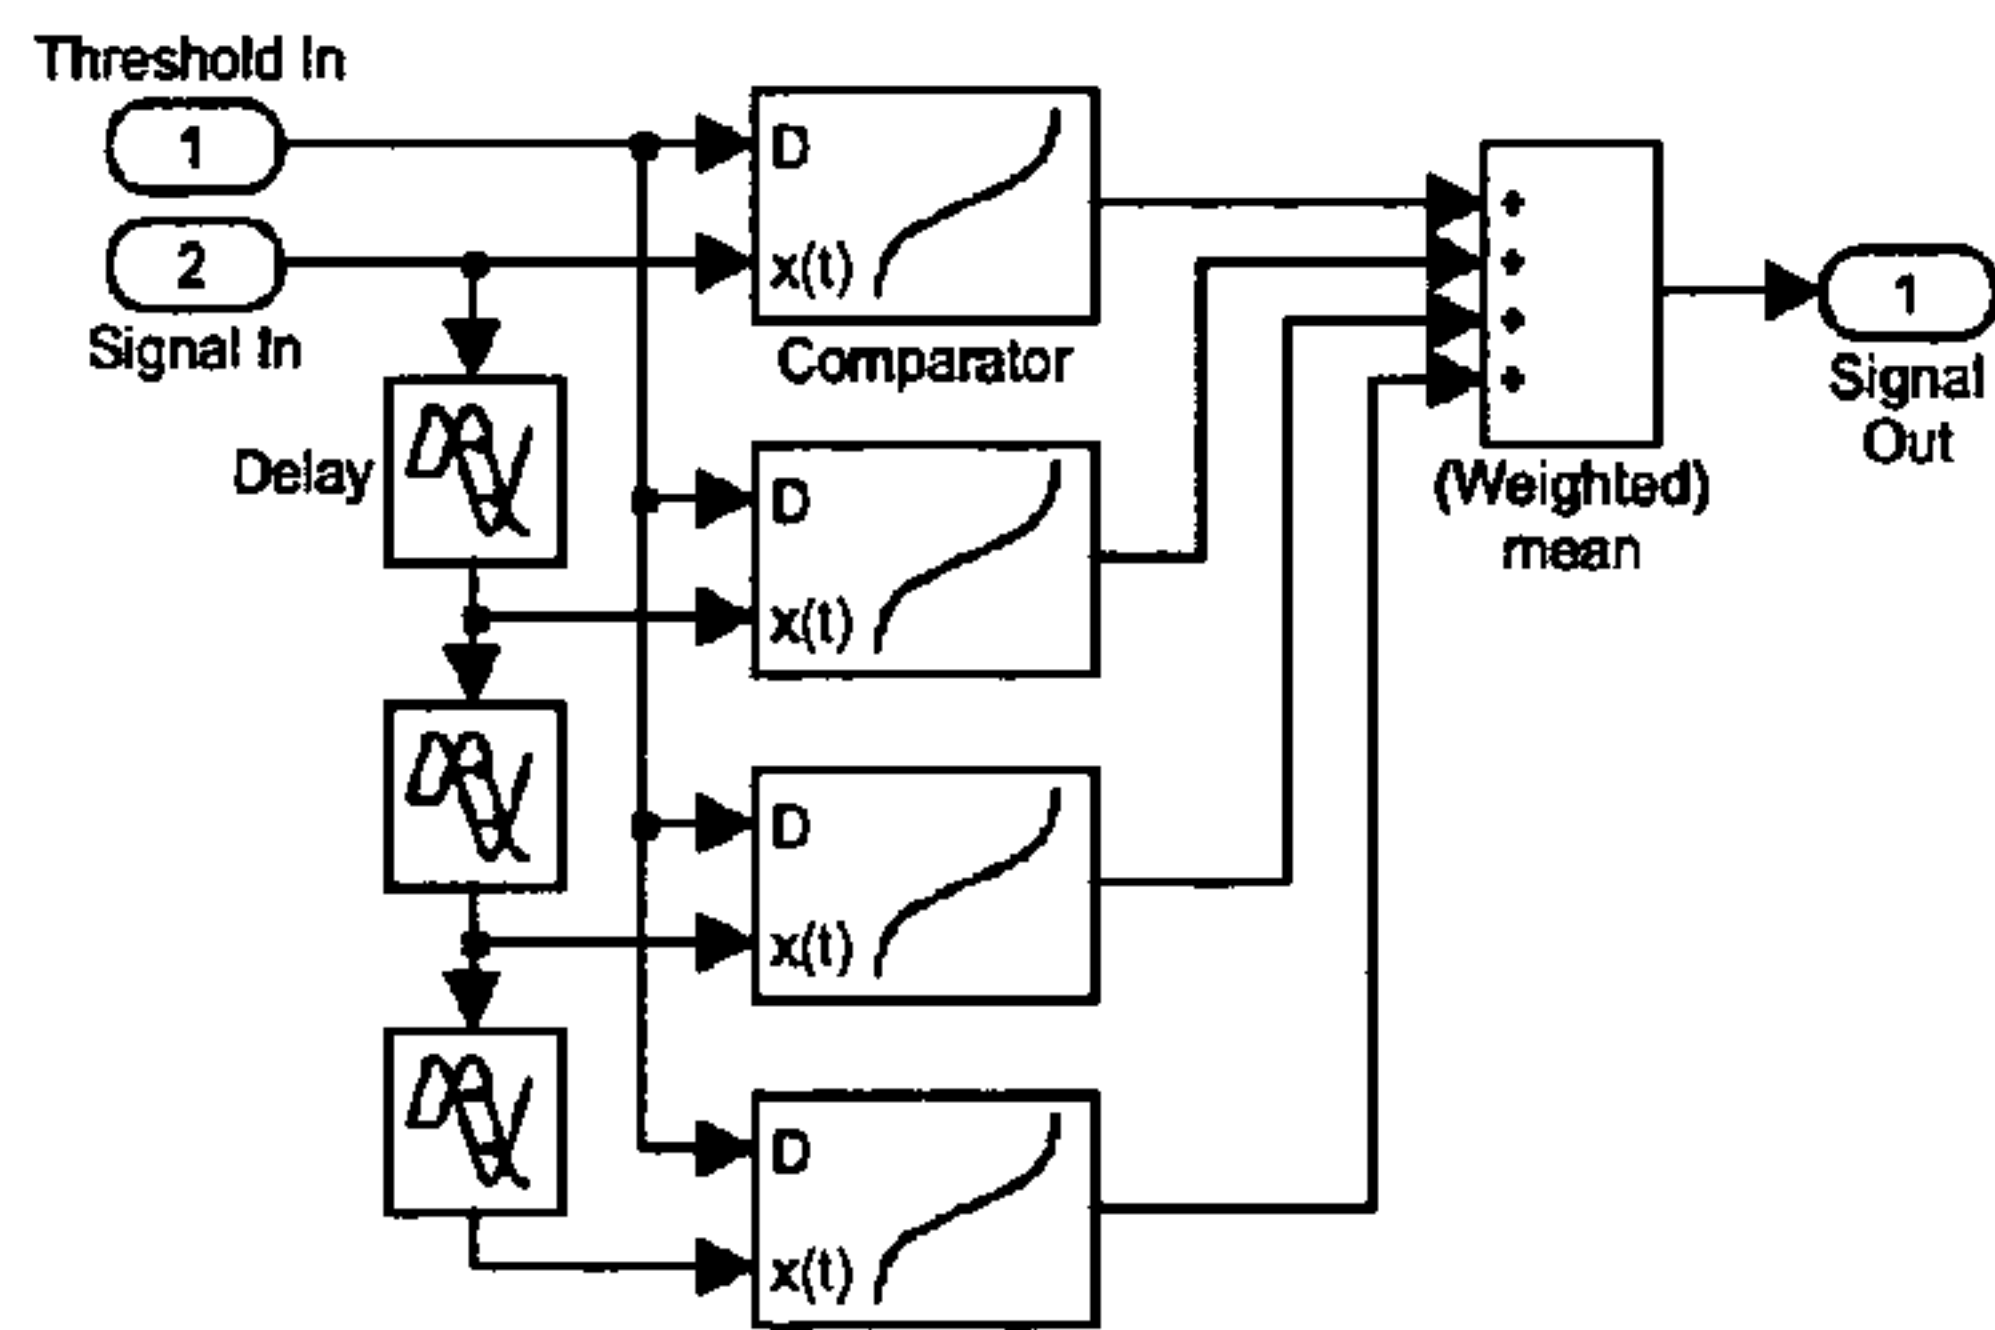 Threshold In
1
2
Signal In
D
x(t)
Comparator
Delay
D
x(t)
D
x(t)
D
x(t)
+
+
+
+
(Weighted)
mean
1
Signal
Out